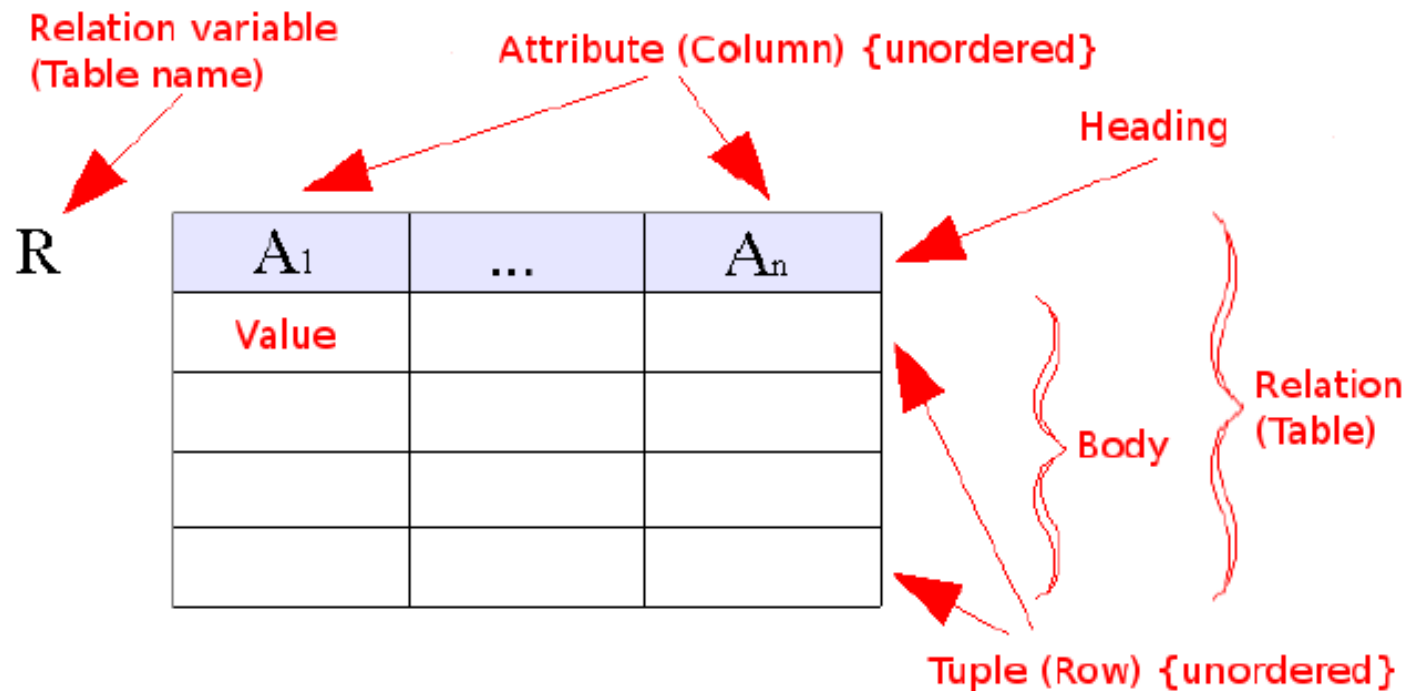 Relation variable
(Table name)
Attribute (Column) {unordered}
Heading
R
A1 ... An
Value
Relation
(Table)
Body
Tuple (Row) {unordered}